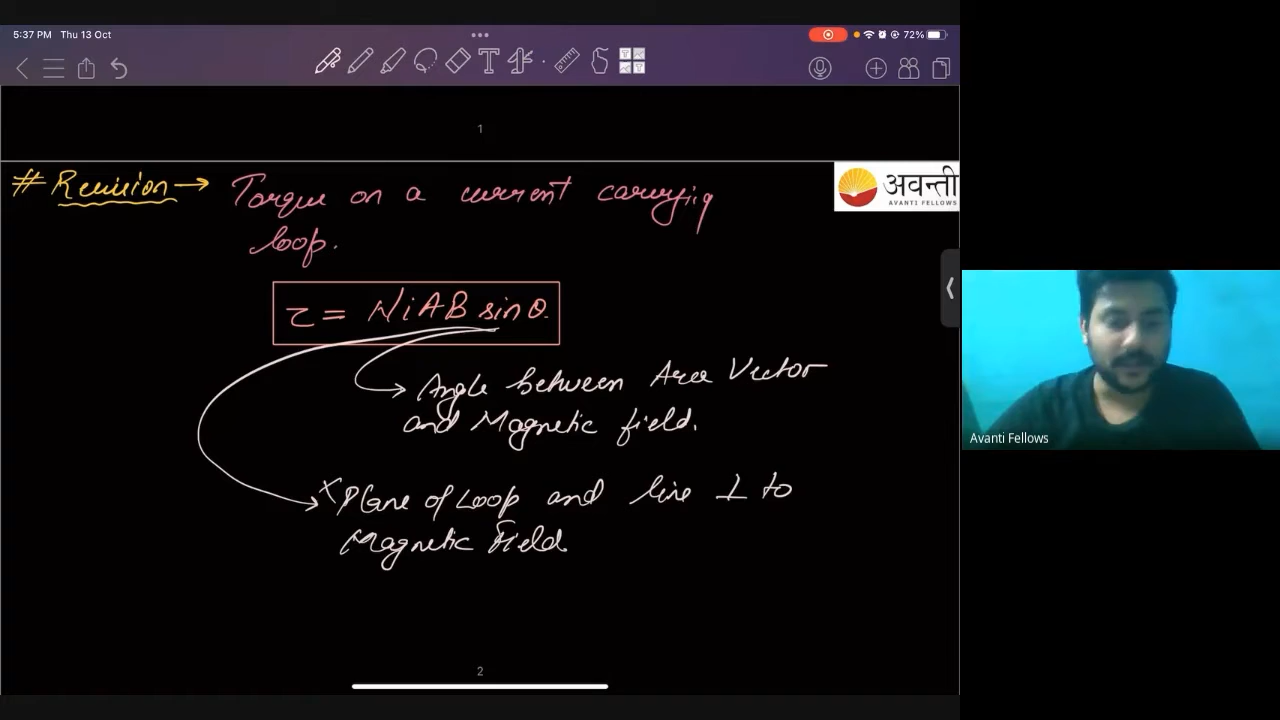 5:37 PM Thu 13 Oct
72%
1
# Revision → Torque on a current carrying
loop.
अवन्ती
AVANTI FELLOWS
τ = NiAB sin θ.
Angle between Area Vector
and Magnetic field.
Plane of Loop and line ⊥ to
Magnetic Field
Avanti Fellows
2